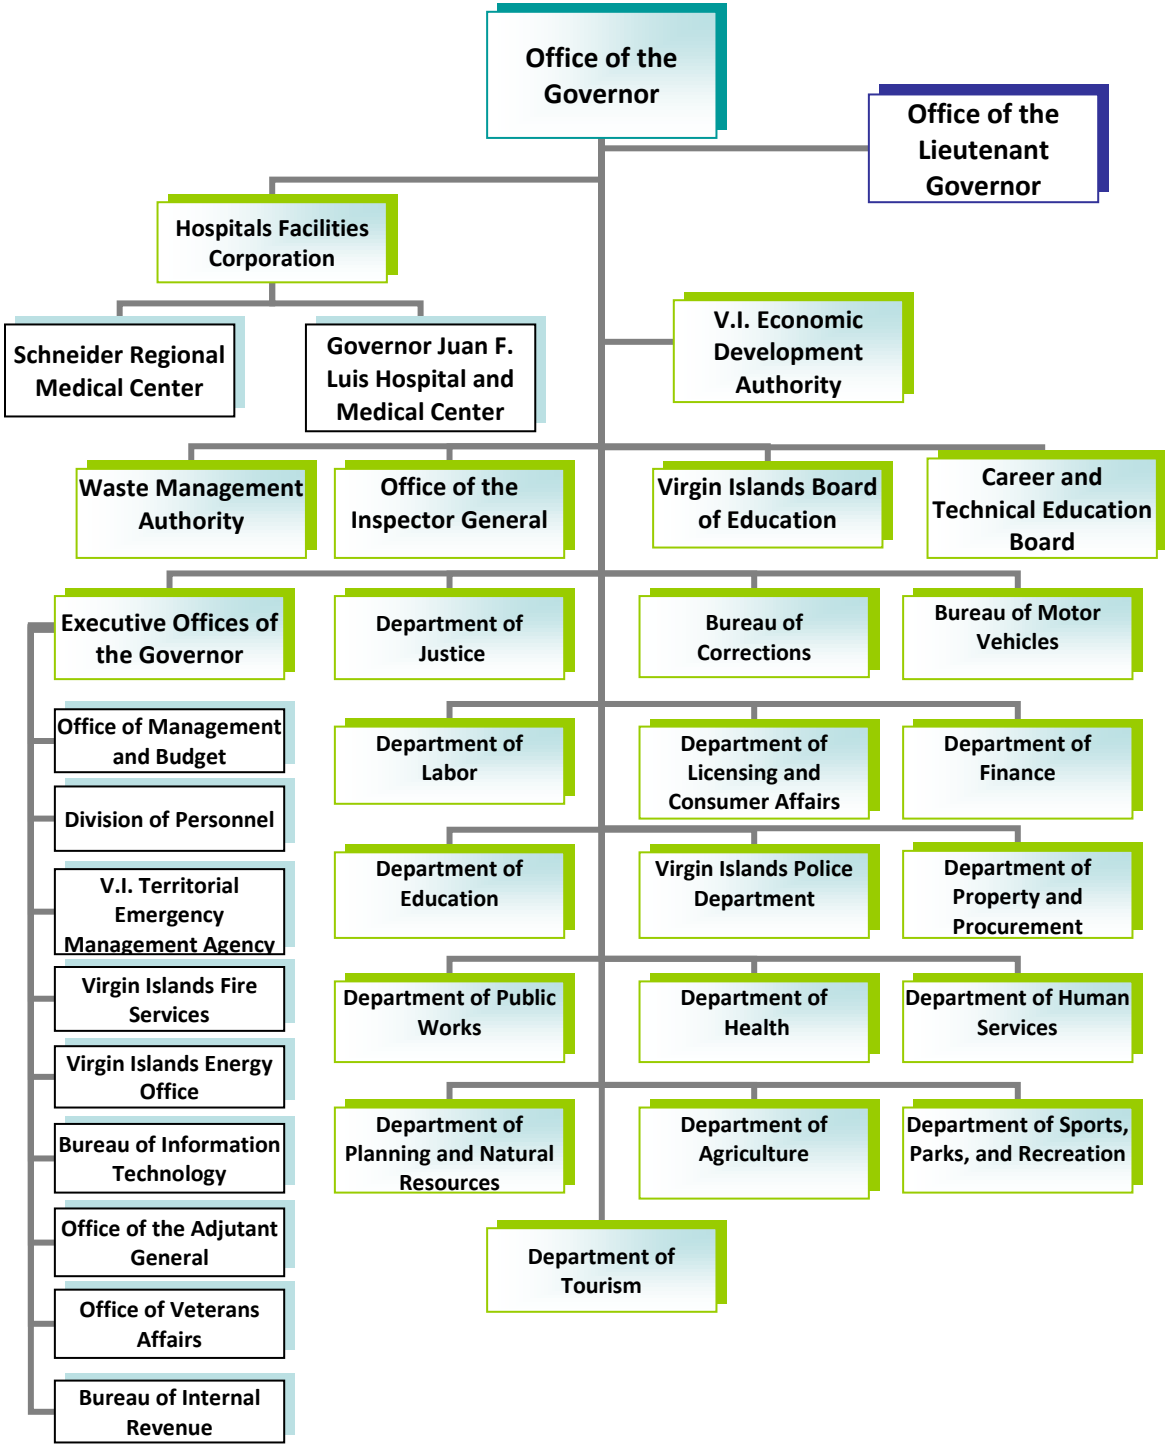 Office of the
Governor
Office of the
Lieutenant
Governor
Hospitals Facilities
Corporation
Schneider Regional
Medical Center
Governor Juan F.
Luis Hospital and
Medical Center
V.I. Economic
Development
Authority
Waste Management
Authority
Office of the
Inspector General
Virgin Islands Board
of Education
Career and
Technical Education
Board
Executive Offices of
the Governor
Department of
Justice
Bureau of
Corrections
Bureau of Motor
Vehicles
Office of Management
and Budget
Division of Personnel
V.I. Territorial
Emergency
Management Agency
Virgin Islands Fire
Services
Virgin Islands Energy
Office
Bureau of Information
Technology
Office of the Adjutant
General
Office of Veterans
Affairs
Bureau of Internal
Revenue
Department of
Labor
Department of
Licensing and
Consumer Affairs
Department of
Finance
Department of
Education
Virgin Islands Police
Department
Department of
Property and
Procurement
Department of Public
Works
Department of
Health
Department of Human
Services
Department of
Planning and Natural
Resources
Department of
Agriculture
Department of Sports,
Parks, and Recreation
Department of
Tourism